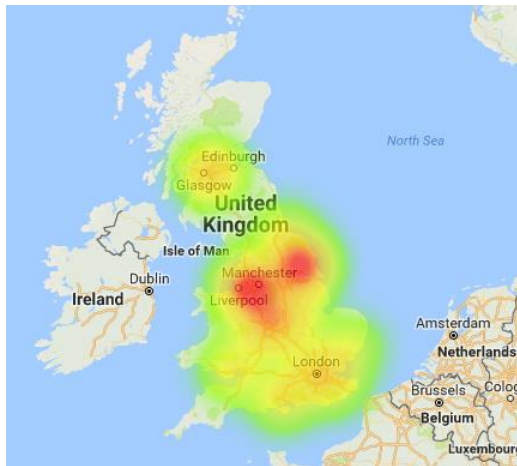 North Sea
Edinburgh
Glasgow
United
Kingdom
Isle of Man
Dublin
Ireland
Manchester
Liverpool
London
Amsterdam
Netherlands
Brussels
Colo
Belgium
Luxembourg